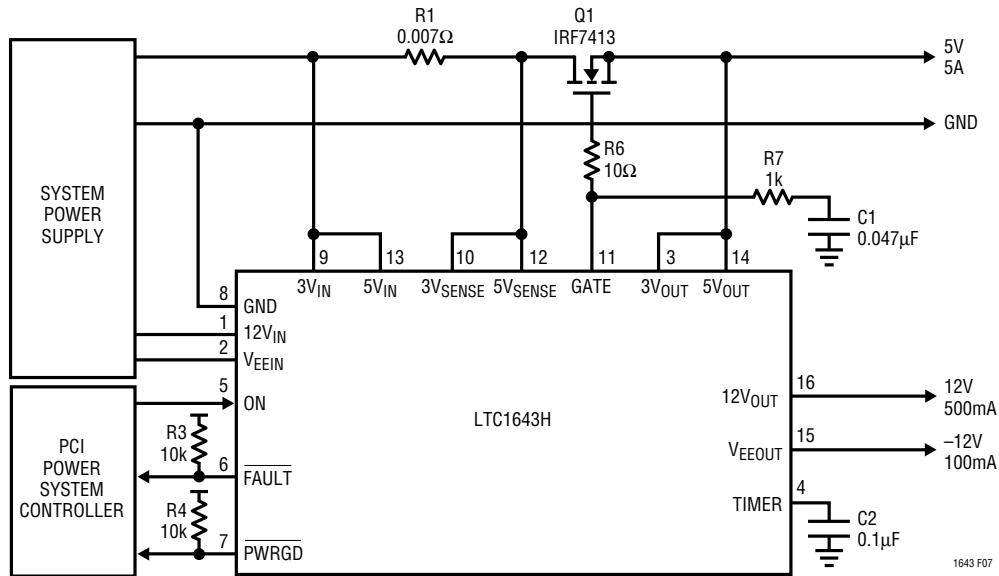 R1
0.007Ω
Q1
IRF7413
5V
5A
GND
R6
10Ω
R7
1k
C1
0.047µF
SYSTEM
POWER
SUPPLY
9
13
10
12
11
3
14
3VIN
5VIN
3VSENSE
5VSENSE
GATE
3VOUT
5VOUT
8
GND
1
12VIN
2
VEEIN
5
ON
LTC1643H
12VOUT
16
12V
500mA
VEEOUT
15
–12V
100mA
PCI
POWER
SYSTEM
CONTROLLER
R3
10k
6
FAULT
R4
10k
7
PWRGD
TIMER
4
C2
0.1µF
1643 F07